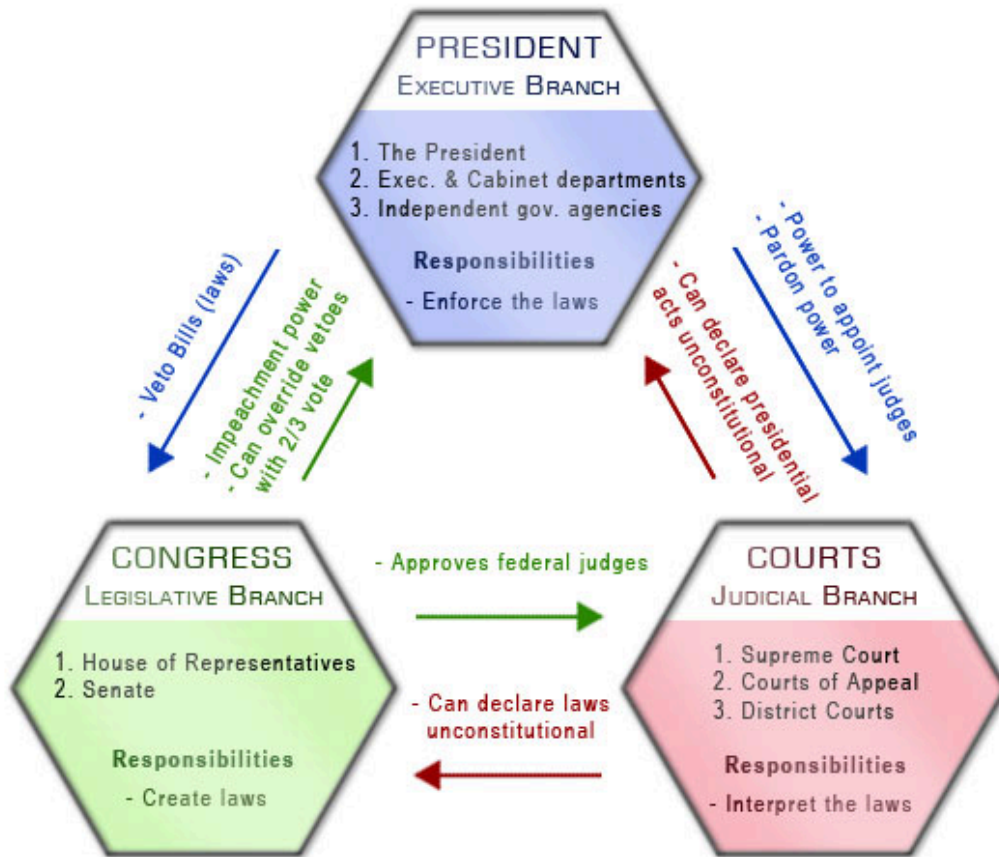 PRESIDENT
EXECUTIVE BRANCH
1. The President
2. Exec. & Cabinet departments
3. Independent gov. agencies
Responsibilities
- Enforce the laws
- Veto Bills (laws)
- Impeachment power
- Can override vetoes
with 2/3 vote
- Can declare presidential
acts unconstitutional
- Power to appoint judges
- Pardon power
CONGRESS
LEGISLATIVE BRANCH
1. House of Representatives
2. Senate
Responsibilities
- Create laws
- Approves federal judges
- Can declare laws
unconstitutional
COURTS
JUDICIAL BRANCH
1. Supreme Court
2. Courts of Appeal
3. District Courts
Responsibilities
- Interpret the laws